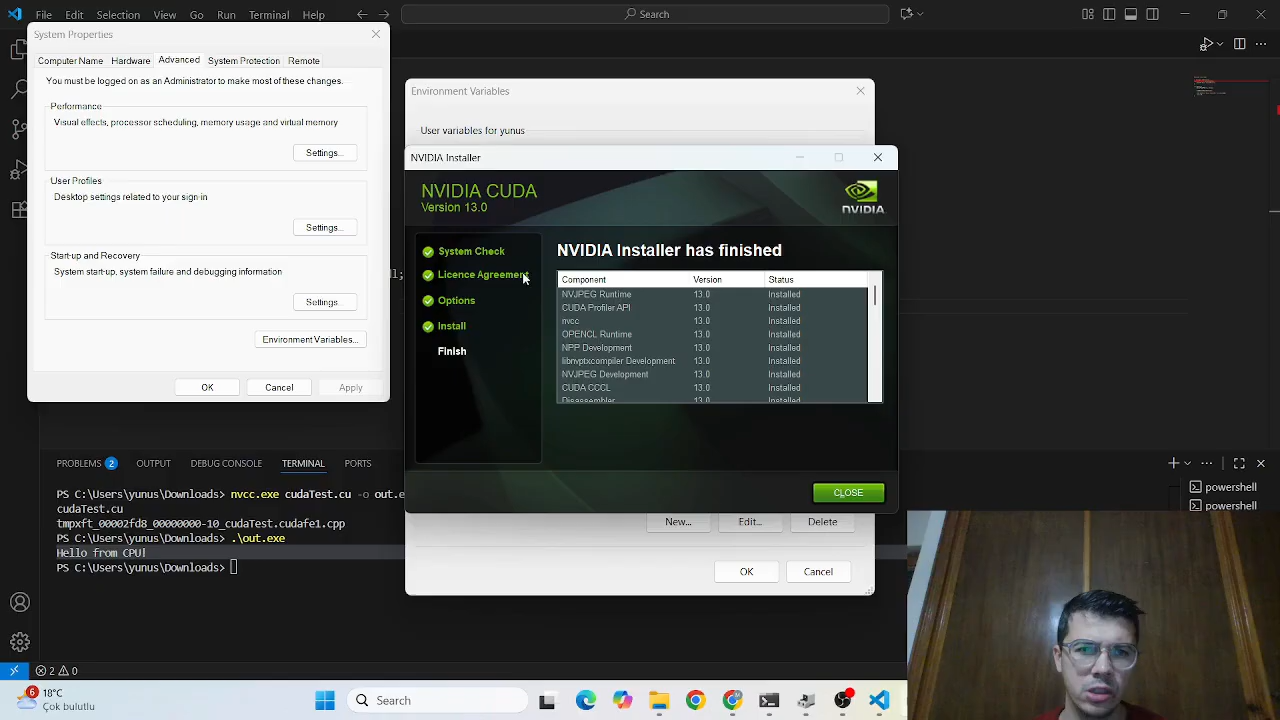 File Edit Selection View Go Run Terminal Help
Search
System Properties
Computer Name Hardware Advanced System Protection Remote
You must be logged on as an Administrator to make most of these changes.
Performance
Visual effects, processor scheduling, memory usage and virtual memory
Settings...
User Profiles
Desktop settings related to your sign-in
Settings...
Start-up and Recovery
System start-up, system failure and debugging information
Settings...
Environment Variables...
OK Cancel Apply
Environment Variables
User variables for yunus
NVIDIA Installer
NVIDIA CUDA
Version 13.0
NVIDIA
System Check
Licence Agreement
Options
Install
Finish
NVIDIA Installer has finished
Component Version Status
NVJPEG Runtime 13.0 Installed
CUDA Profiler API 13.0 Installed
nvcc 13.0 Installed
OPENCL Runtime 13.0 Installed
NPP Development 13.0 Installed
libnvptxcompiler Development 13.0 Installed
NVJPEG Development 13.0 Installed
CUDA CCCL 13.0 Installed
Disassembler 13.0 Installed
CLOSE
New... Edit... Delete
OK Cancel
PROBLEMS 2 OUTPUT DEBUG CONSOLE TERMINAL PORTS
PS C:\Users\yunus\Downloads> nvcc.exe cudaTest.cu -o out.e
cudaTest.cu
tmpxft_00002fd8_00000000-10_cudaTest.cudafe1.cpp
PS C:\Users\yunus\Downloads> .\out.exe
Hello from CPU!
PS C:\Users\yunus\Downloads>
powershell
powershell
2 0
6
18°C
Çok bulutlu
Search